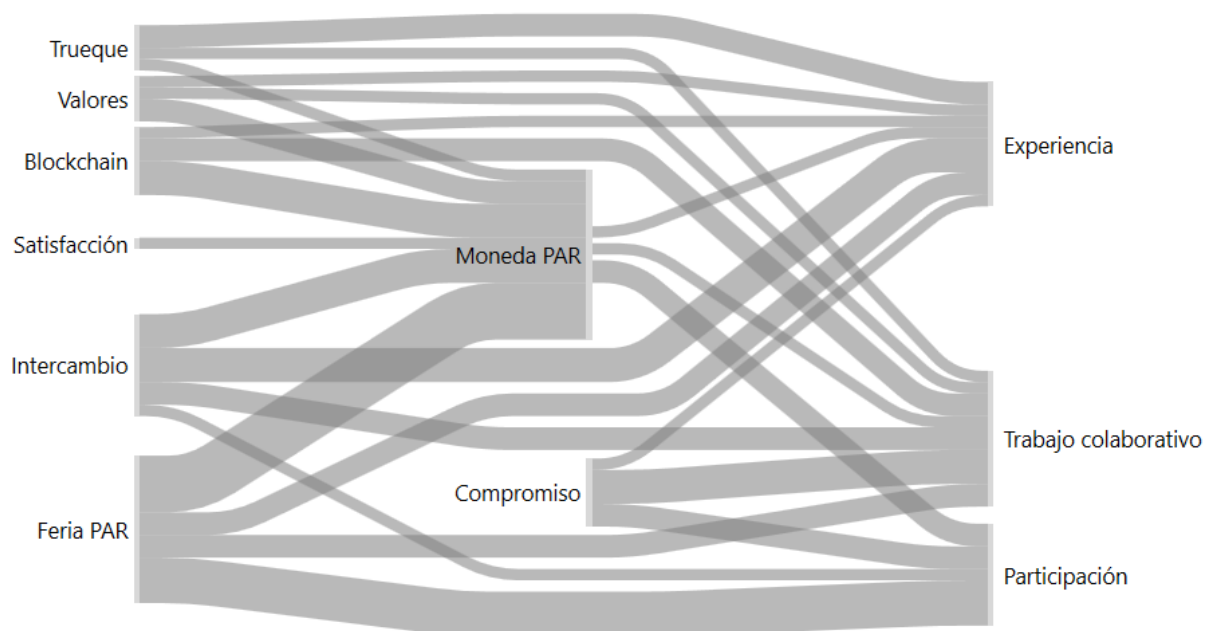 Trueque
Valores
Blockchain
Satisfacción
Intercambio
Feria PAR
Moneda PAR
Compromiso
Experiencia
Trabajo colaborativo
Participación